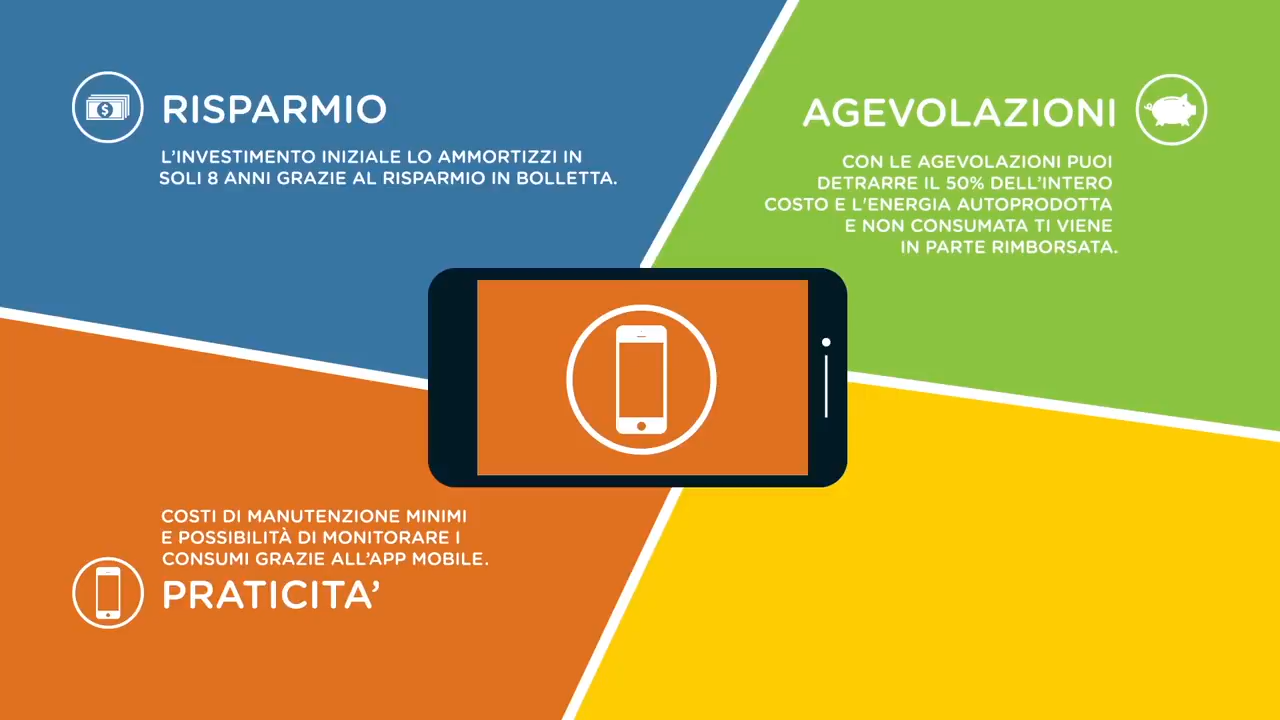 RISPARMIO
L'INVESTIMENTO INIZIALE LO AMMORTIZZI IN
SOLI 8 ANNI GRAZIE AL RISPARMIO IN BOLLETTA.
AGEVOLAZIONI
CON LE AGEVOLAZIONI PUOI
DETRARRE IL 50% DELL'INTERO
COSTO E L'ENERGIA AUTOPRODOTTA
E NON CONSUMATA TI VIENE
IN PARTE RIMBORSATA.
COSTI DI MANUTENZIONE MINIMI
E POSSIBILITÀ DI MONITORARE I
CONSUMI GRAZIE ALL'APP MOBILE.
PRATICITA'